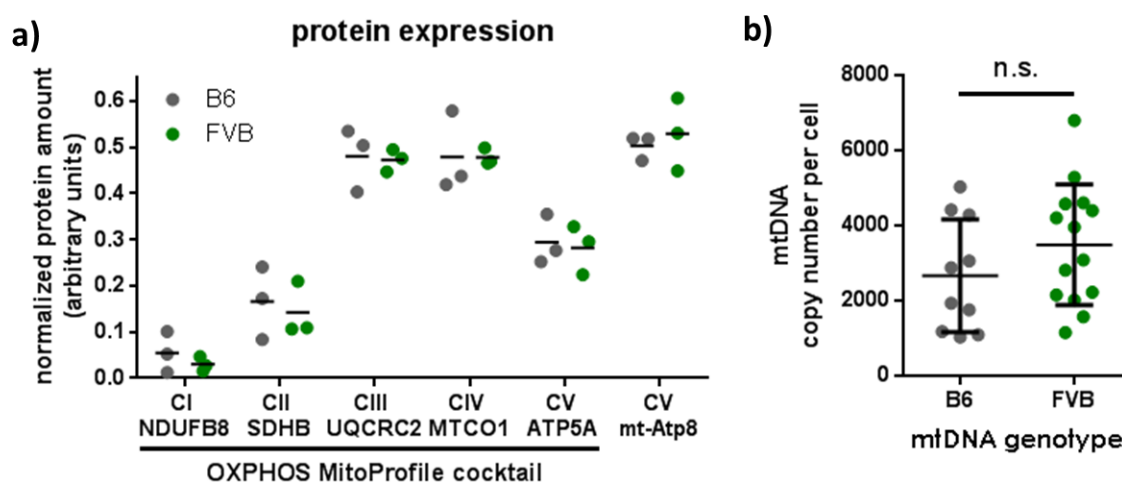 a)
protein expression
normalized protein amount
(arbitrary units)
0.6
0.5
0.4
0.3
0.2
0.1
0.0
B6
FVB
CI CII CIII CIV CV CV
NDUFB8 SDHB UQCRC2 MTCO1 ATP5A mt-Atp8
OXPHOS MitoProfile cocktail
b)
mtDNA
copy number per cell
8000
6000
4000
2000
0
n.s.
B6 FVB
mtDNA genotype